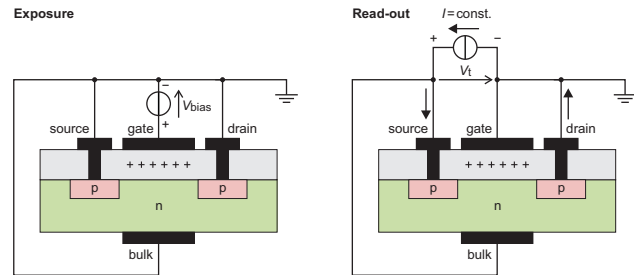 Exposure
−
+
V_bias
source gate drain
+ + + + + +
p p
n
bulk
Read-out
I = const.
+ −
V_t
source gate drain
+ + + + + +
p p
n
bulk